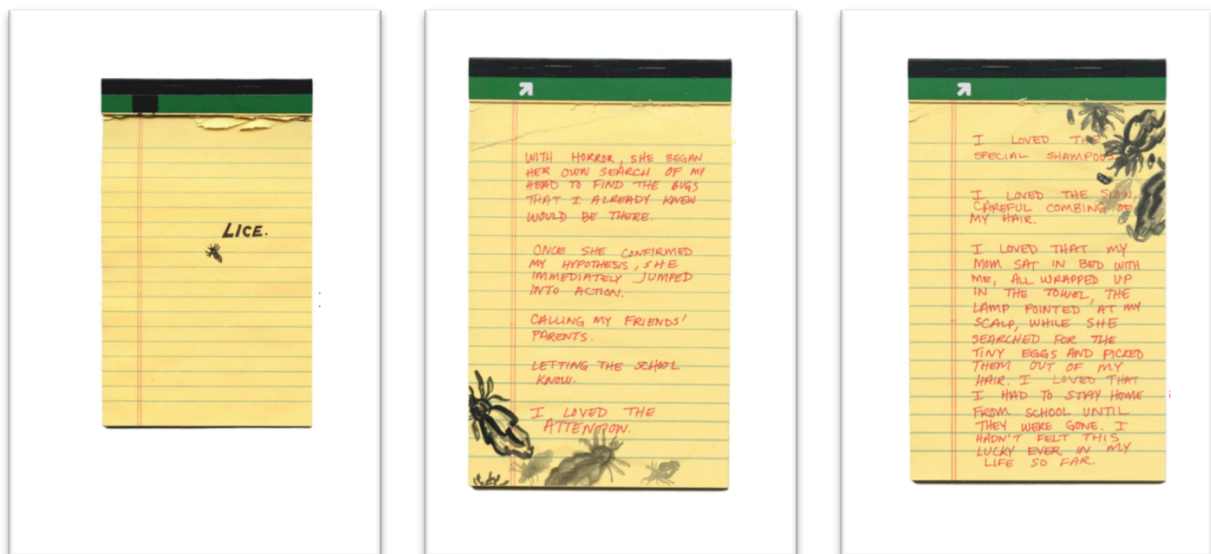 LICE.
WITH HORROR, SHE BEGAN
HER OWN SEARCH OF MY
HEAD TO FIND THE BUGS
THAT I ALREADY KNEW
WOULD BE THERE.
ONCE SHE CONFIRMED
MY HYPOTHESIS, SHE
IMMEDIATELY JUMPED
INTO ACTION.
CALLING MY FRIENDS'
PARENTS.
LETTING THE SCHOOL
KNOW.
I LOVED THE
ATTENTION.
I LOVED THE
SPECIAL SHAMPOOS.
I LOVED THE SLOW,
CAREFUL COMBING OF
MY HAIR.
I LOVED THAT MY
MOM SAT IN BED WITH
ME, ALL WRAPPED UP
IN THE TOWEL, THE
LAMP POINTED AT MY
SCALP, WHILE SHE
SEARCHED FOR THE
TINY EGGS AND PICKED
THEM OUT OF MY
HAIR. I LOVED THAT
I HAD TO STAY HOME
FROM SCHOOL UNTIL
THEY WERE GONE. I
HADN'T FELT THIS
LUCKY EVER IN MY
LIFE SO FAR.